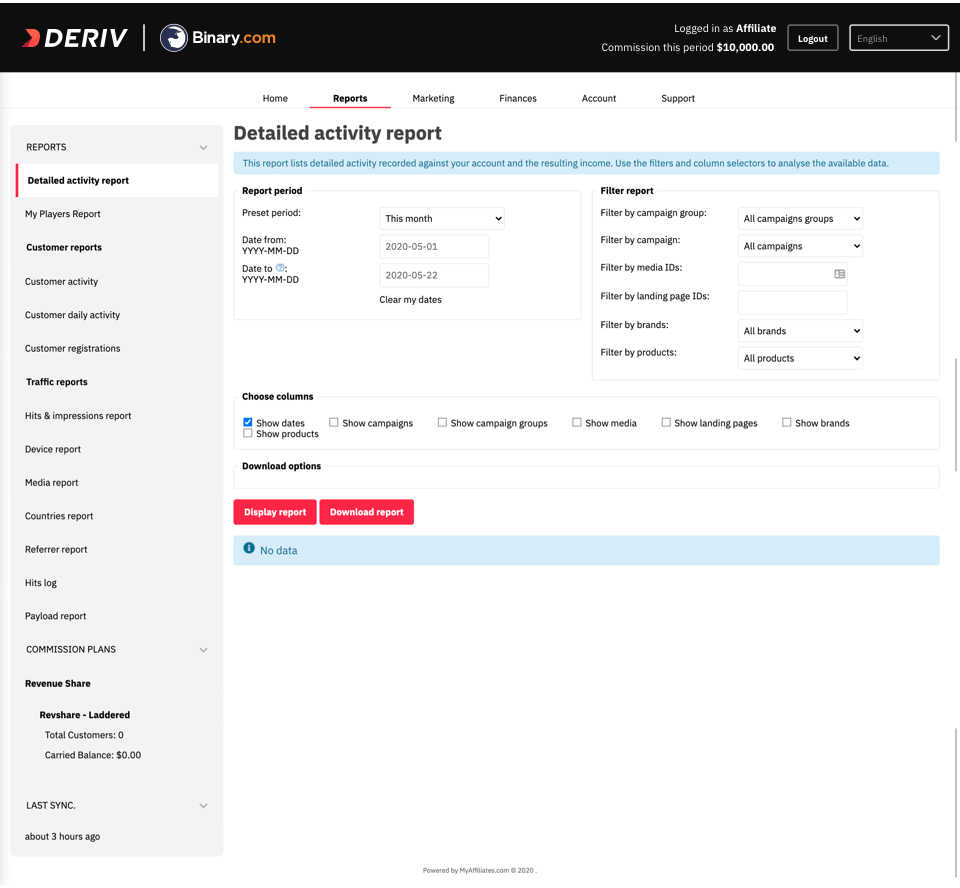 DERIV
Binary.com
Logged in as Affiliate
Commission this period $10,000.00
Logout
English
Home
Reports
Marketing
Finances
Account
Support
REPORTS
Detailed activity report
My Players Report
Customer reports
Customer activity
Customer daily activity
Customer registrations
Traffic reports
Hits & impressions report
Device report
Media report
Countries report
Referrer report
Hits log
Payload report
COMMISSION PLANS
Revenue Share
Revshare - Laddered
Total Customers: 0
Carried Balance: $0.00
LAST SYNC.
about 3 hours ago
Detailed activity report
This report lists detailed activity recorded against your account and the resulting income. Use the filters and column selectors to analyse the available data.
Report period
Preset period:
This month
Date from:
YYYY-MM-DD
2020-05-01
Date to ?:
YYYY-MM-DD
2020-05-22
Clear my dates
Filter report
Filter by campaign group:
All campaigns groups
Filter by campaign:
All campaigns
Filter by media IDs:
Filter by landing page IDs:
Filter by brands:
All brands
Filter by products:
All products
Choose columns
Show dates
Show campaigns
Show campaign groups
Show media
Show landing pages
Show brands
Show products
Download options
Display report
Download report
No data
Powered by MyAffiliates.com © 2020 .